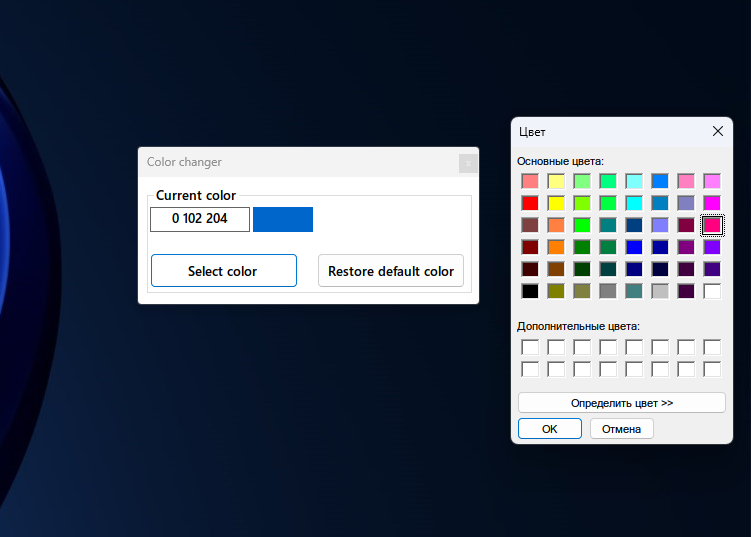 Color changer
x
Current color
0 102 204
Select color
Restore default color
Цвет
Основные цвета:
Дополнительные цвета:
Определить цвет >>
OK
Отмена